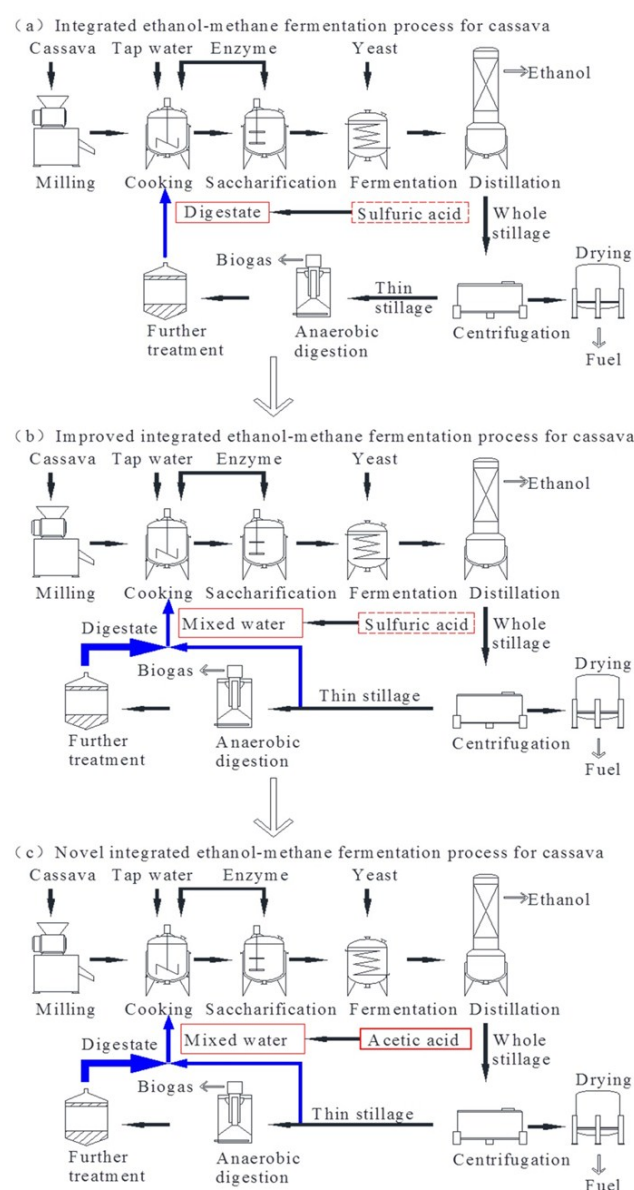 （a）Integrated ethanol-methane fermentation process for cassava
Cassava Tap water Enzyme Yeast
Ethanol
Milling Cooking Saccharification Fermentation Distillation
Digestate Sulfuric acid Whole
stillage
Biogas Thin
stillage Drying
Further
treatment Anaerobic
digestion Centrifugation
Fuel
（b）Improved integrated ethanol-methane fermentation process for cassava
Cassava Tap water Enzyme Yeast
Ethanol
Milling Cooking Saccharification Fermentation Distillation
Digestate Mixed water Sulfuric acid Whole
stillage
Biogas Thin stillage Drying
Further
treatment Anaerobic
digestion Centrifugation
Fuel
（c）Novel integrated ethanol-methane fermentation process for cassava
Cassava Tap water Enzyme Yeast
Ethanol
Milling Cooking Saccharification Fermentation Distillation
Digestate Mixed water Acetic acid Whole
stillage
Biogas Thin stillage Drying
Further
treatment Anaerobic
digestion Centrifugation
Fuel